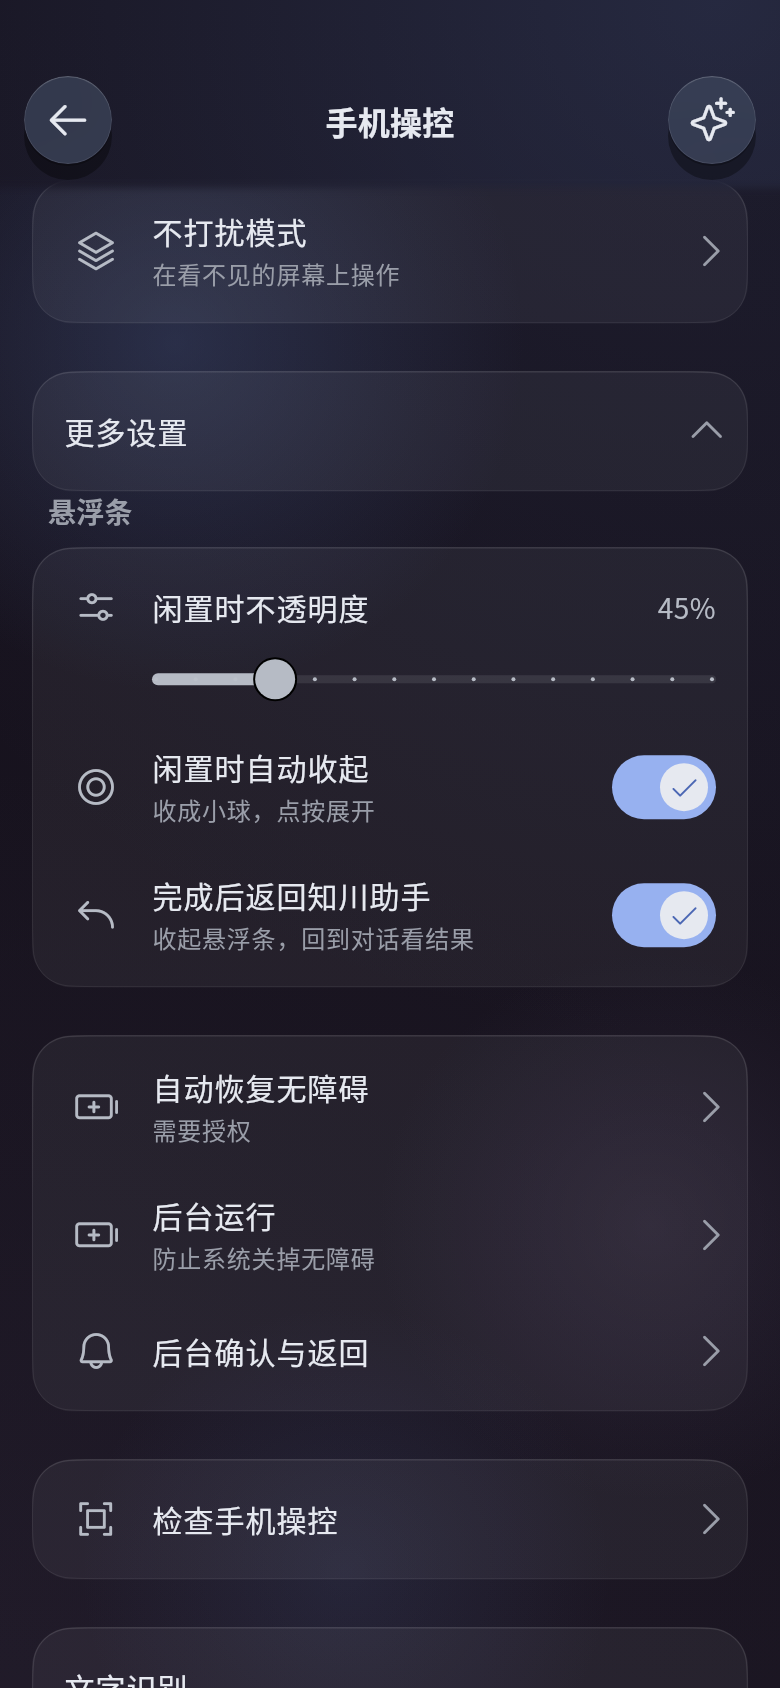 手机操控
不打扰模式
在看不见的屏幕上操作
更多设置
悬浮条
闲置时不透明度
45%
闲置时自动收起
收成小球，点按展开
完成后返回知川助手
收起悬浮条，回到对话看结果
自动恢复无障碍
需要授权
后台运行
防止系统关掉无障碍
后台确认与返回
检查手机操控
文字识别